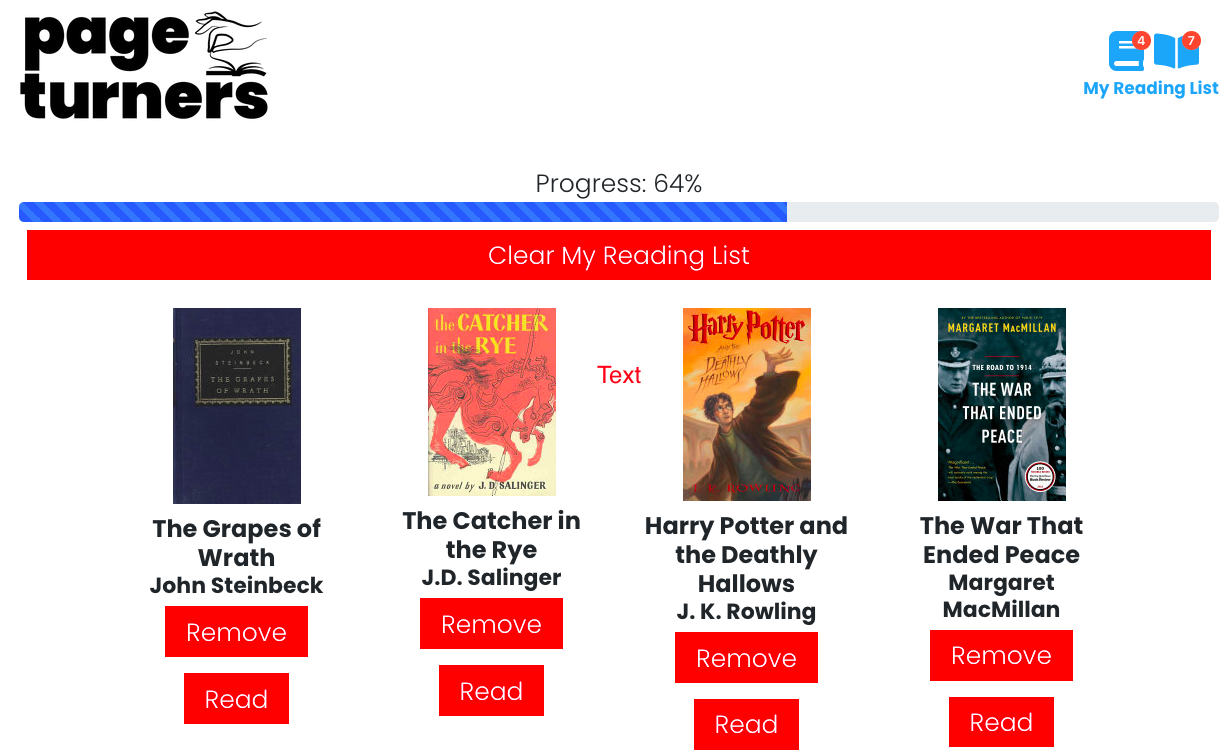 page
turners
4
7
My Reading List
Progress: 64%
Clear My Reading List
JOHN
STEINBECK
THE GRAPES
OF WRATH
The Grapes of
Wrath
John Steinbeck
Remove
Read
the CATCHER
in the RYE
a novel by J. D. SALINGER
The Catcher in
the Rye
J.D. Salinger
Remove
Read
Text
Harry Potter
AND THE
DEATHLY
HALLOWS
J. K. ROWLING
Harry Potter and
the Deathly
Hallows
J. K. Rowling
Remove
Read
MARGARET MACMILLAN
THE ROAD TO 1914
THE WAR
THAT ENDED
PEACE
The War That
Ended Peace
Margaret
MacMillan
Remove
Read